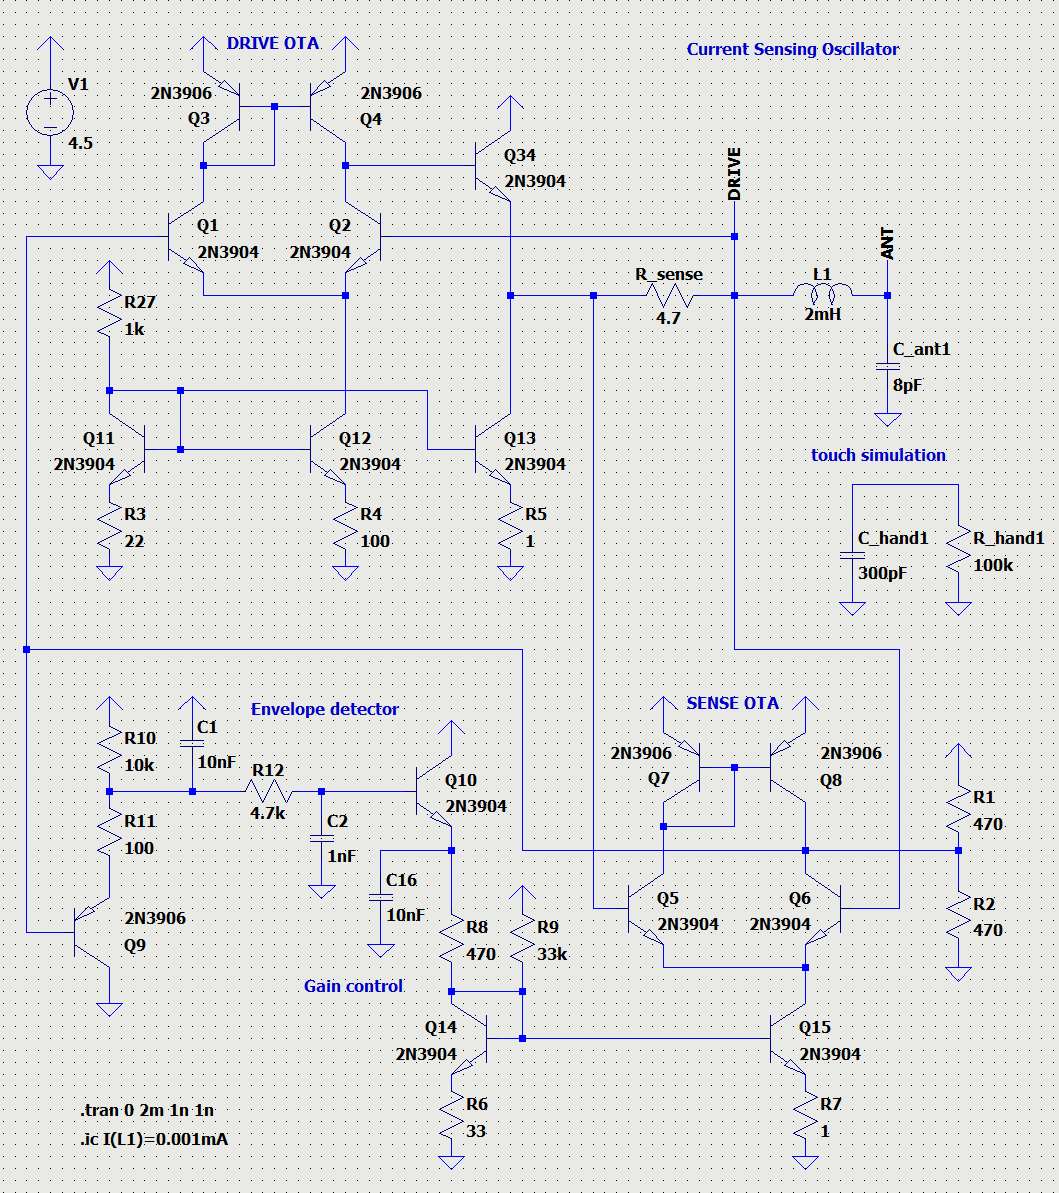 DRIVE OTA
Current Sensing Oscillator
V1
4.5
2N3906
Q3
2N3906
Q4
Q34
2N3904
DRIVE
Q1
2N3904
Q2
2N3904
ANT
R_sense
4.7
L1
2mH
R27
1k
C_ant1
8pF
Q11
2N3904
Q12
2N3904
Q13
2N3904
touch simulation
R3
22
R4
100
R5
1
C_hand1
300pF
R_hand1
100k
Envelope detector
SENSE OTA
R10
10k
C1
10nF
R12
4.7k
Q10
2N3904
2N3906
Q7
2N3906
Q8
R11
100
C2
1nF
R1
470
C16
10nF
Q5
2N3904
Q6
2N3904
R2
470
2N3906
Q9
R8
470
R9
33k
Gain control
Q14
2N3904
Q15
2N3904
R6
33
R7
1
.tran 0 2m 1n 1n
.ic I(L1)=0.001mA